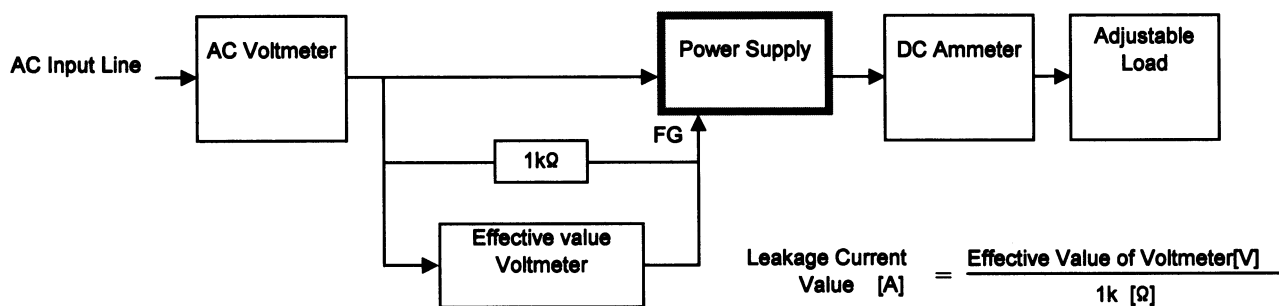 AC Input Line
AC Voltmeter
Power Supply
DC Ammeter
Adjustable
Load
FG
1kΩ
Effective value
Voltmeter
Leakage Current
Value [A]
=
Effective Value of Voltmeter[V]
1k [Ω]